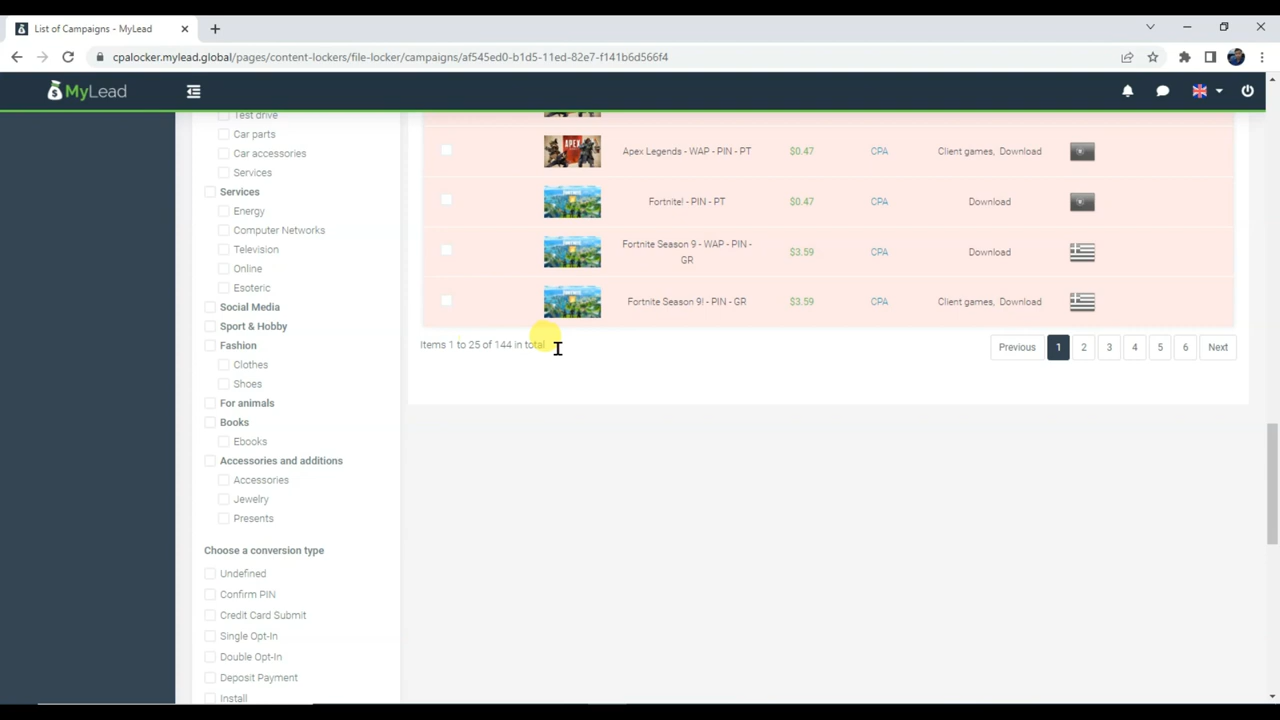 List of Campaigns - MyLead
cpalocker.mylead.global/pages/content-lockers/file-locker/campaigns/af545ed0-b1d5-11ed-82e7-f141b6d566f4
MyLead
Test drive
Car parts
Car accessories
Services
Services
Energy
Computer Networks
Television
Online
Esoteric
Social Media
Sport & Hobby
Fashion
Clothes
Shoes
For animals
Books
Ebooks
Accessories and additions
Accessories
Jewelry
Presents
Choose a conversion type
Undefined
Confirm PIN
Credit Card Submit
Single Opt-In
Double Opt-In
Deposit Payment
Install
APEX
Apex Legends - WAP - PIN - PT $0.47 CPA Client games, Download
Fortnite! - PIN - PT $0.47 CPA Download
Fortnite Season 9 - WAP - PIN -
GR $3.59 CPA Download
Fortnite Season 9! - PIN - GR $3.59 CPA Client games, Download
Items 1 to 25 of 144 in total
Previous 1 2 3 4 5 6 Next